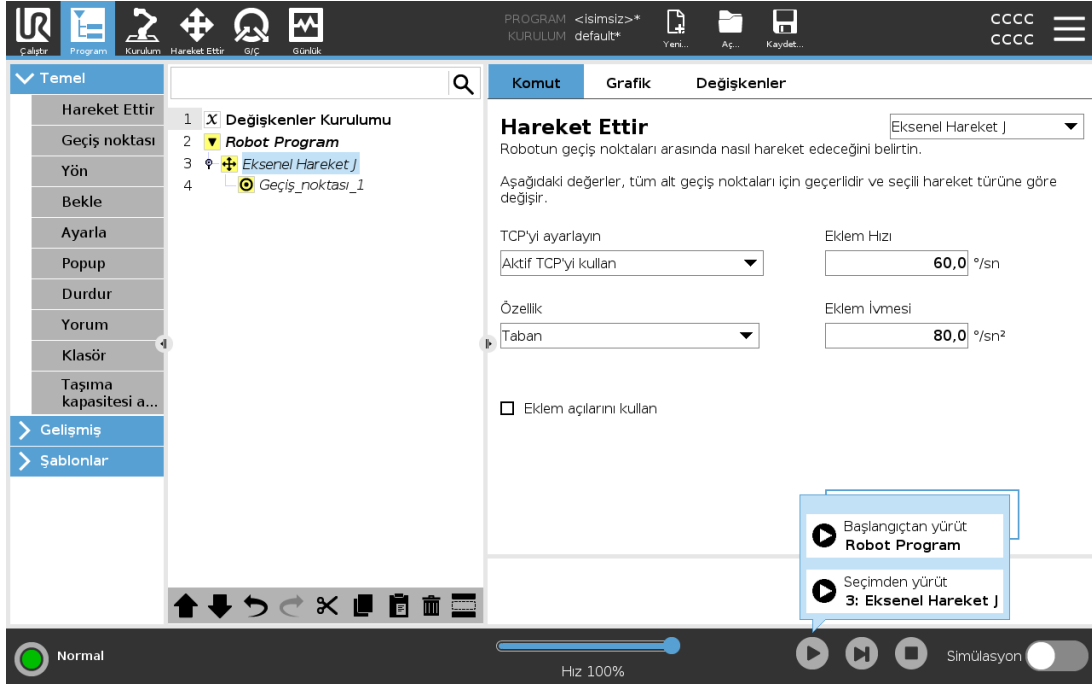 UR
PROGRAM <isimsiz>*
KURULUM default*
cccc
cccc
Çalıştır
Program
Kurulum
Hareket Ettir
G/Ç
Günlük
Yeni...
Aç...
Kaydet...
Temel
Hareket Ettir
Geçiş noktası
Yön
Bekle
Ayarla
Popup
Durdur
Yorum
Klasör
Taşıma
kapasitesi a...
Gelişmiş
Şablonlar
1 X Değişkenler Kurulumu
2 Robot Program
3 Eksenel Hareket J
4 Geçiş_noktası_1
Komut
Grafik
Değişkenler
Hareket Ettir
Eksenel Hareket J
Robotun geçiş noktaları arasında nasıl hareket edeceğini belirtin.
Aşağıdaki değerler, tüm alt geçiş noktaları için geçerlidir ve seçili hareket türüne göre
değişir.
TCP'yi ayarlayın
Eklem Hızı
Aktif TCP'yi kullan
60,0 °/sn
Özellik
Eklem İvmesi
Taban
80,0 °/sn²
Eklem açılarını kullan
Başlangıçtan yürüt
Robot Program
Seçimden yürüt
3: Eksenel Hareket J
Normal
Hız 100%
Simülasyon